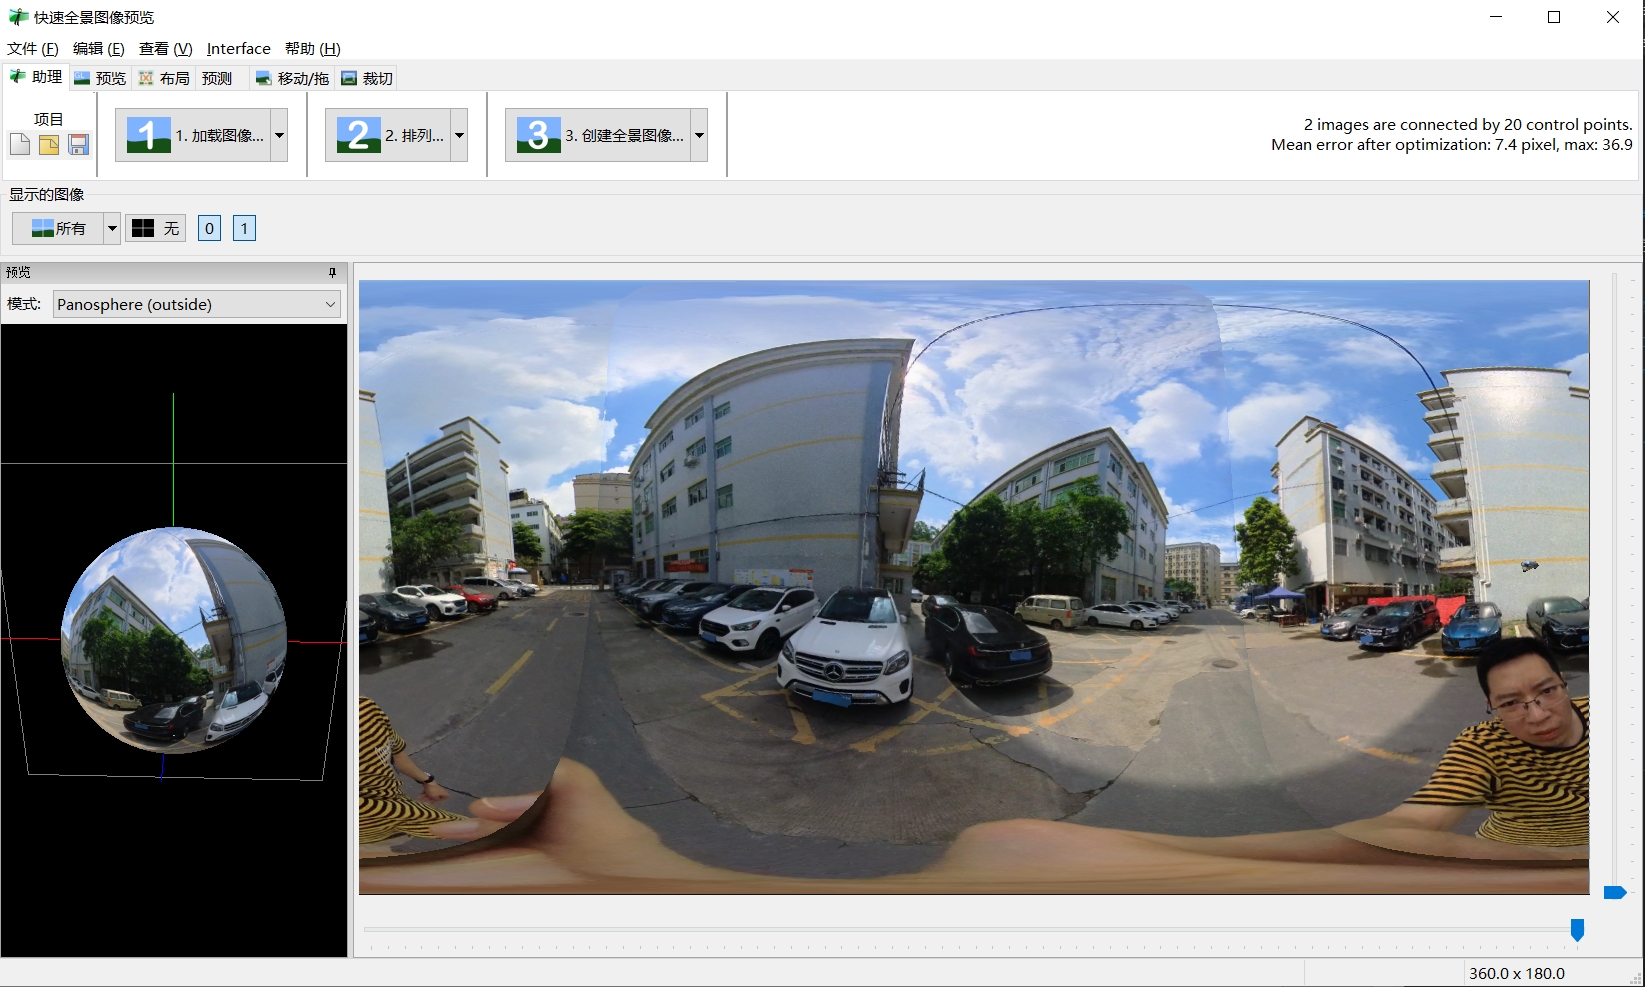 快速全景图像预览
文件 (F) 编辑 (E) 查看 (V) Interface 帮助 (H)
助理 预览 布局 预测 移动/拖 裁切
项目
1 1. 加载图像...
2 2. 排列...
3 3. 创建全景图像...
2 images are connected by 20 control points.
Mean error after optimization: 7.4 pixel, max: 36.9
显示的图像
所有 无 0 1
预览
模式: Panosphere (outside)
360.0 x 180.0